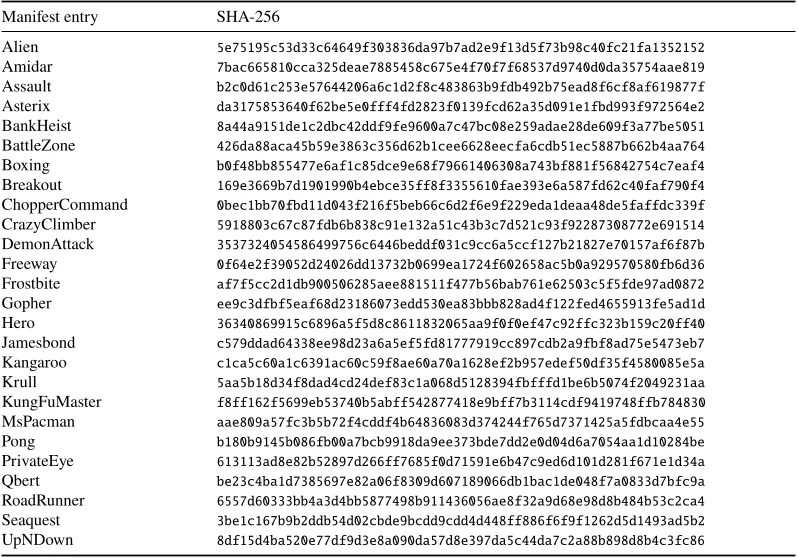 Manifest entry SHA-256
Alien 5e75195c53d33c64649f303836da97b7ad2e9f13d5f73b98c40fc21fa1352152
Amidar 7bac665810cca325deae7885458c675e4f70f7f68537d9740d0da35754aae819
Assault b2c0d61c253e57644206a6c1d2f8c483863b9fdb492b75ead8f6cf8af619877f
Asterix da3175853640f62be5e0fff4fd2823f0139fcd62a35d091e1fbd993f972564e2
BankHeist 8a44a9151de1c2dbc42ddf9fe9600a7c47bc08e259adae28de609f3a77be5051
BattleZone 426da88aca45b59e3863c356d62b1cee6628eecfa6cdb51ec5887b662b4aa764
Boxing b0f48bb855477e6af1c85dce9e68f79661406308a743bf881f56842754c7eaf4
Breakout 169e3669b7d1901990b4ebce35ff8f3355610fae393e6a587fd62c40faf790f4
ChopperCommand 0bec1bb70fbd11d043f216f5beb66c6d2f6e9f229eda1deaa48de5faffdc339f
CrazyClimber 5918803c67c87fdb6b838c91e132a51c43b3c7d521c93f92287308772e691514
DemonAttack 3537324054586499756c6446beddf031c9cc6a5ccf127b21827e70157af6f87b
Freeway 0f64e2f39052d24026dd13732b0699ea1724f602658ac5b0a929570580fb6d36
Frostbite af7f5cc2d1db900506285aee881511f477b56bab761e62503c5f5fde97ad0872
Gopher ee9c3dfbf5eaf68d23186073edd530ea83bbb828ad4f122fed4655913fe5ad1d
Hero 36340869915c6896a5f5d8c8611832065aa9f0f0ef47c92ffc323b159c20ff40
Jamesbond c579ddad64338ee98d23a6a5ef5fd81777919cc897cdb2a9fbf8ad75e5473eb7
Kangaroo c1ca5c60a1c6391ac60c59f8ae60a70a1628ef2b957edef50df35f4580085e5a
Krull 5aa5b18d34f8dad4cd24def83c1a068d5128394fbfffd1be6b5074f2049231aa
KungFuMaster f8ff162f5699eb53740b5abff542877418e9bff7b3114cdf9419748ffb784830
MsPacman aae809a57fc3b5b72f4cddf4b64836083d374244f765d7371425a5fdbcaa4e55
Pong b180b9145b086fb00a7bcb9918da9ee373bde7dd2e0d04d6a7054aa1d10284be
PrivateEye 613113ad8e82b52897d266ff7685f0d71591e6b47c9ed6d101d281f671e1d34a
Qbert be23c4ba1d7385697e82a06f8309d607189066db1bac1de048f7a0833d7bfc9a
RoadRunner 6557d60333bb4a3d4bb5877498b911436056ae8f32a9d68e98d8b484b53c2ca4
Seaquest 3be1c167b9b2ddb54d02cbde9bcdd9cdd4d448ff886f6f9f1262d5d1493ad5b2
UpNDown 8df15d4ba520e77df9d3e8a090da57d8e397da5c44da7c2a88b898d8b4c3fc86